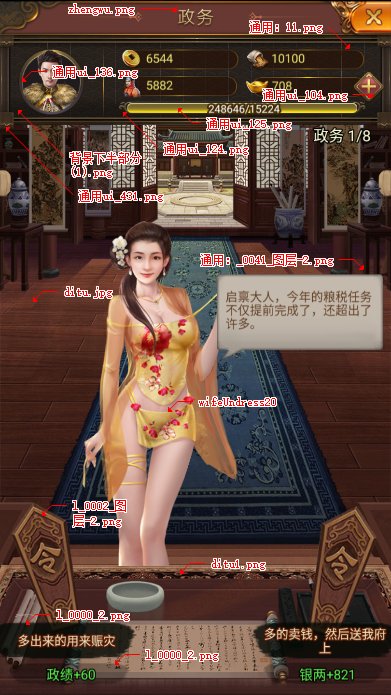 zhengwu.png
政务
通用：11.png
6544
10100
通用ui_136.png
5882
708
通用ui_104.png
248646/15224
通用ui_125.png
政务 1/8
通用ui_124.png
背景下半部分
(1).png
通用ui_431.png
通用：_0041_图层-2.png
ditu.jpg
启禀大人，今年的粮税任务
不仅提前完成了，还超出了
许多。
wifeUndress20
l_0002_图
层-2.png
令
令
ditui.png
l_0000_2.png
多出来的用来赈灾
多的卖钱，然后送我府
上
l_0000_2.png
政绩+60
银两+821